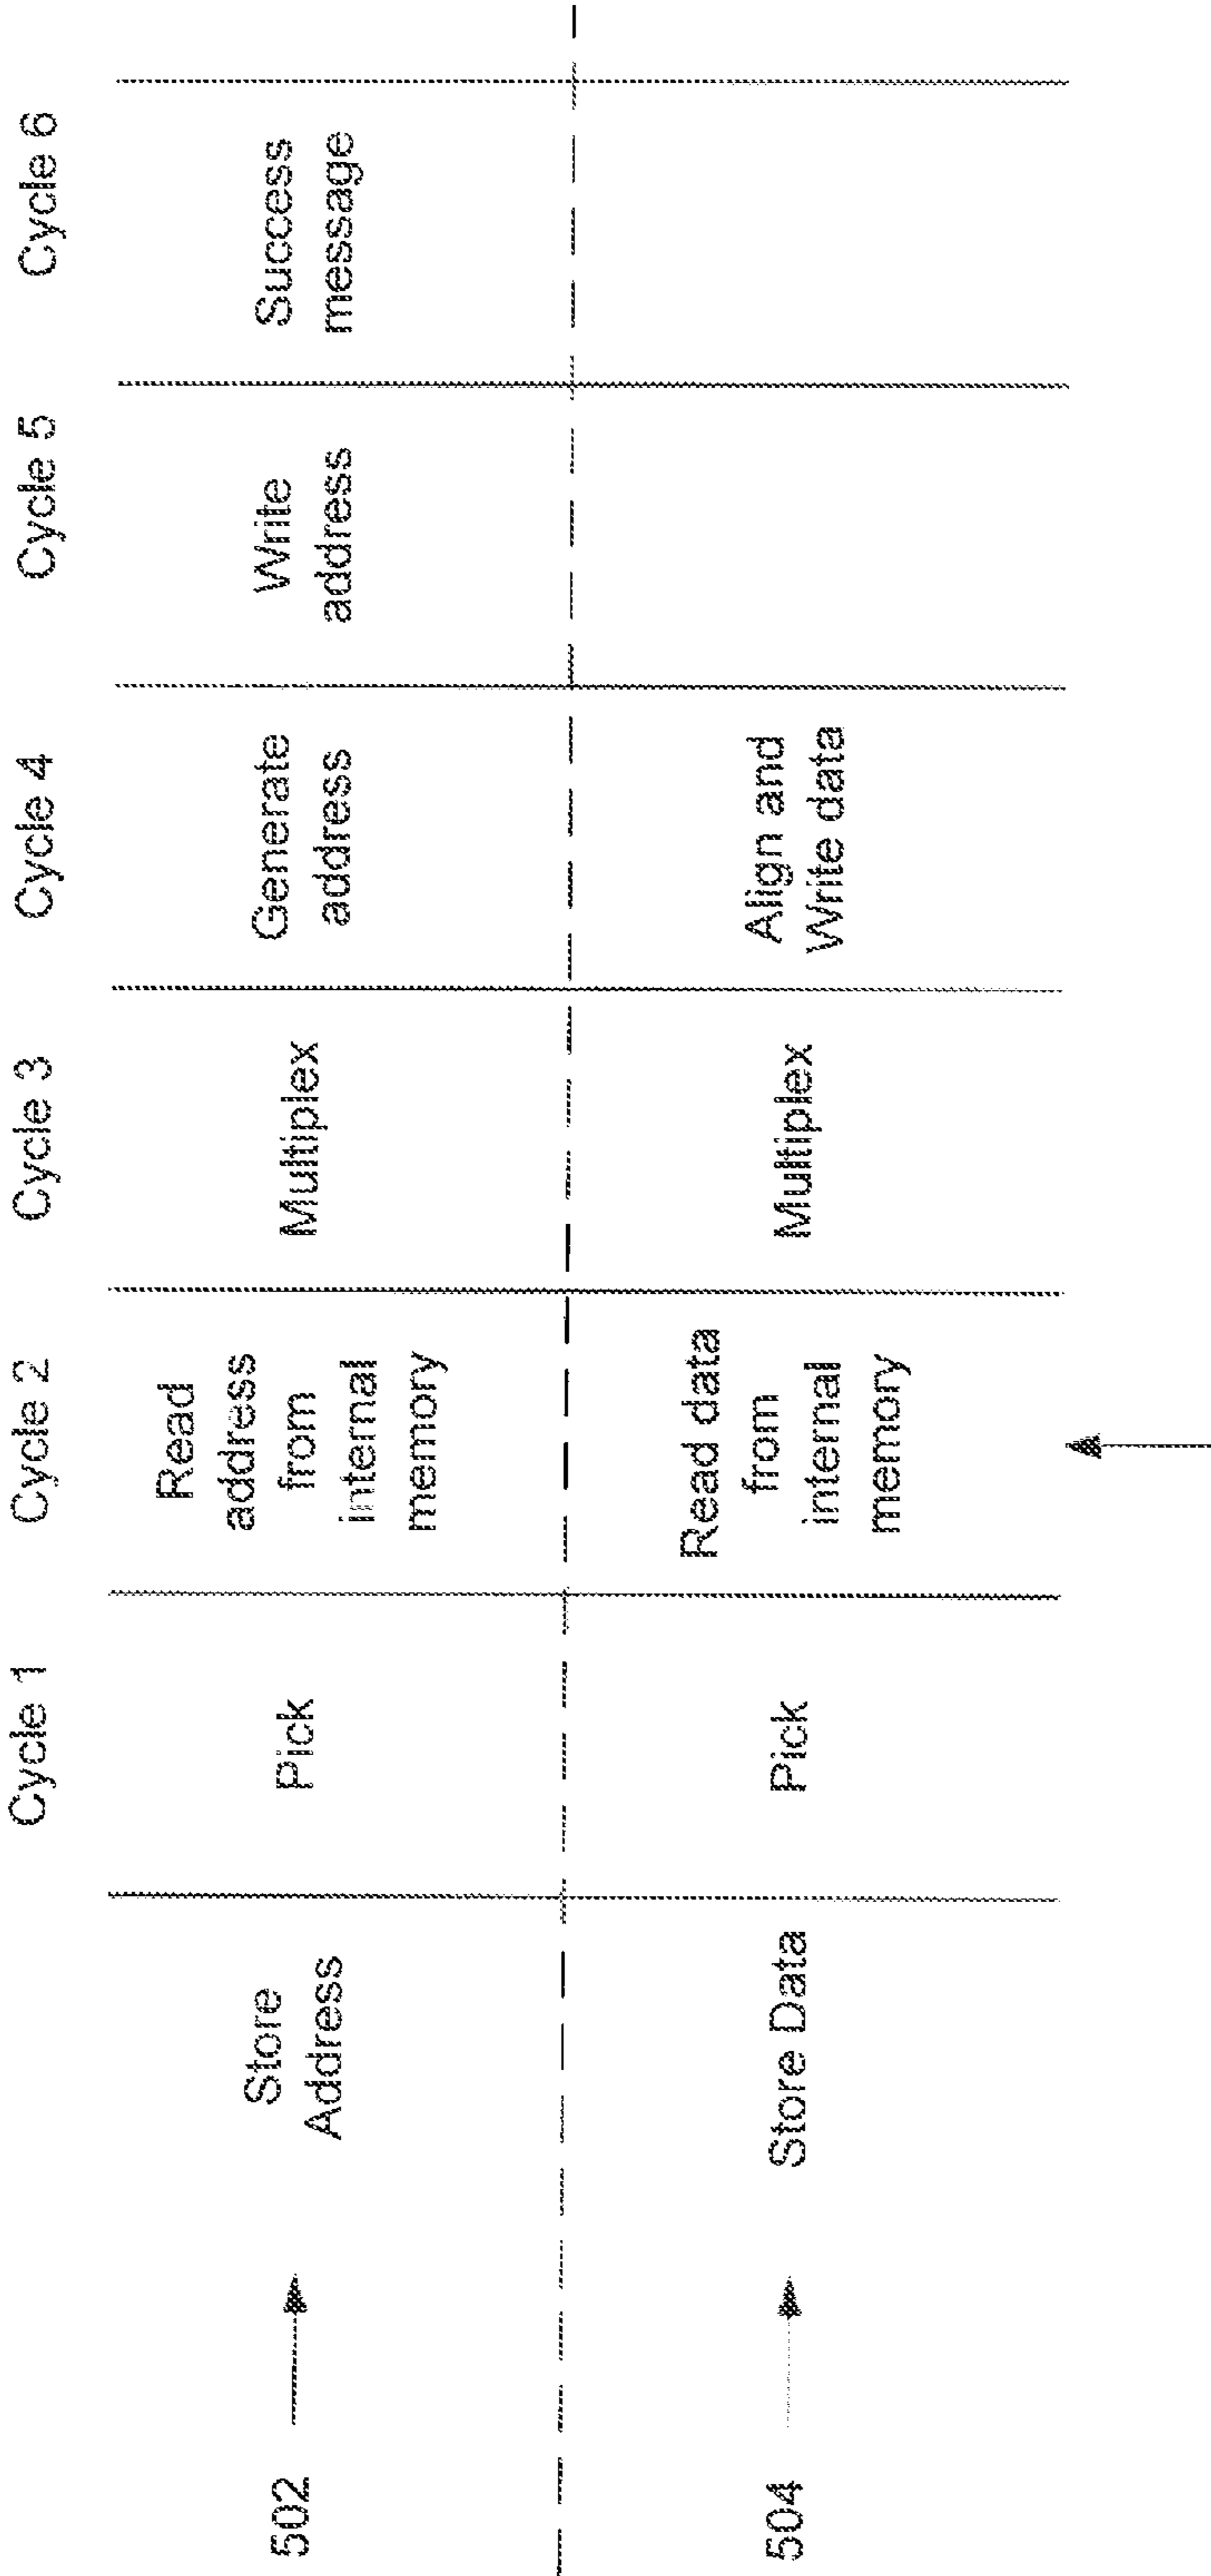 Cycle 1
Cycle 2
Cycle 3
Cycle 4
Cycle 5
Cycle 6
502
Store
Address
Pick
Read
address
from
internal
memory
Multiplex
Generate
address
Write
address
Success
message
504
Store Data
Pick
Read data
from
internal
memory
Multiplex
Align and
Write data